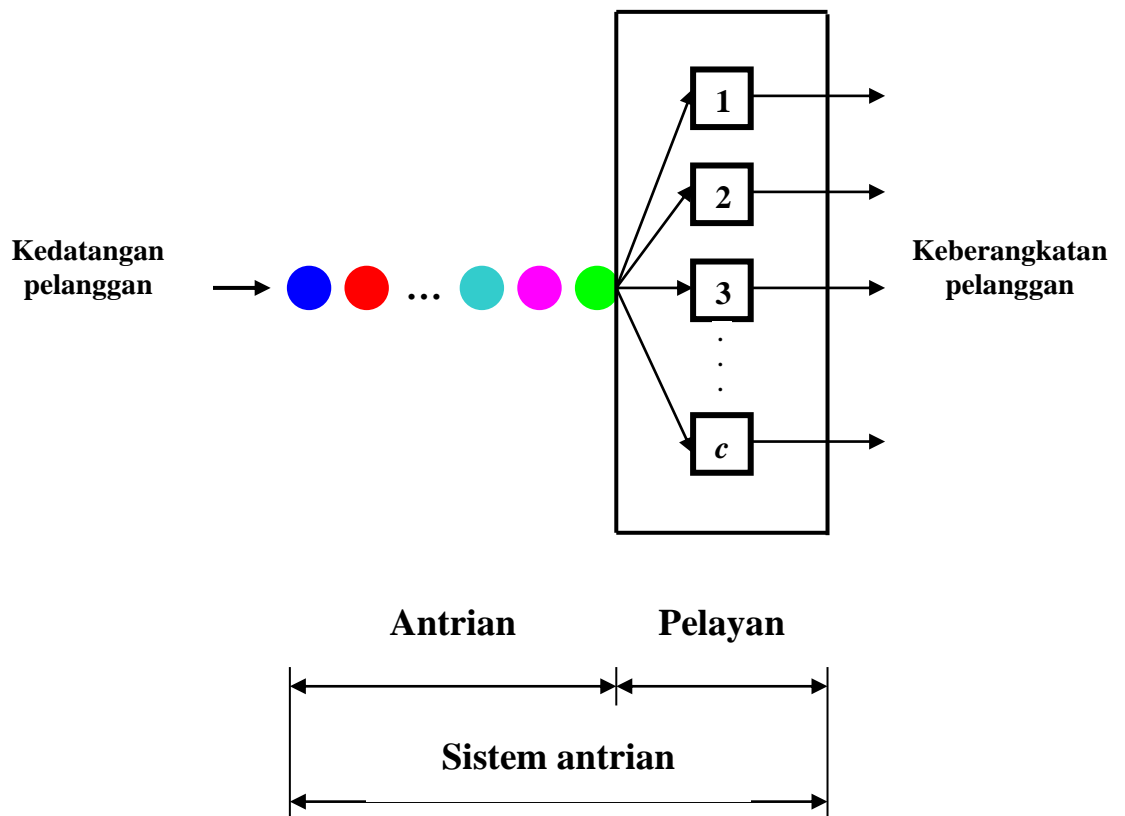 1
2
Kedatangan
pelanggan
...
3
Keberangkatan
pelanggan
.
.
.
c
Antrian
Pelayan
Sistem antrian